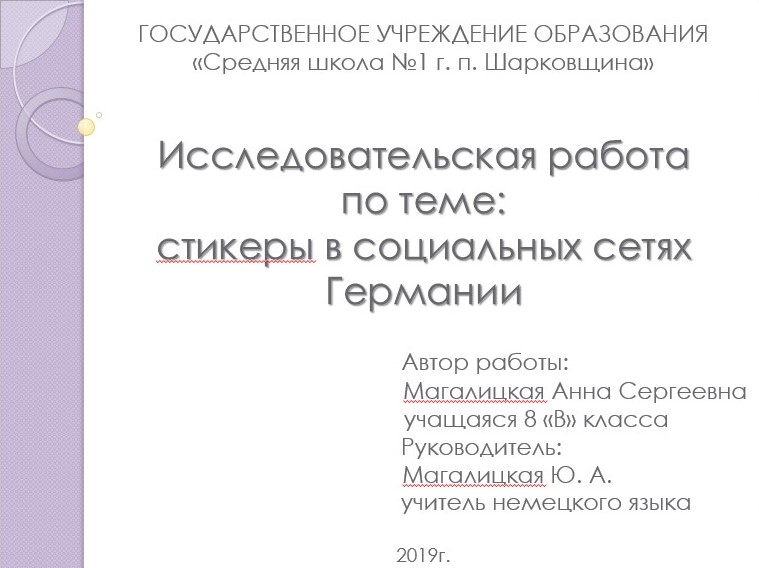 ГОСУДАРСТВЕННОЕ УЧРЕЖДЕНИЕ ОБРАЗОВАНИЯ
«Средняя школа №1 г. п. Шарковщина»
Исследовательская работа
по теме:
стикеры в социальных сетях
Германии
Автор работы:
Магалицкая Анна Сергеевна
учащаяся 8 «В» класса
Руководитель:
Магалицкая Ю. А.
учитель немецкого языка
2019г.